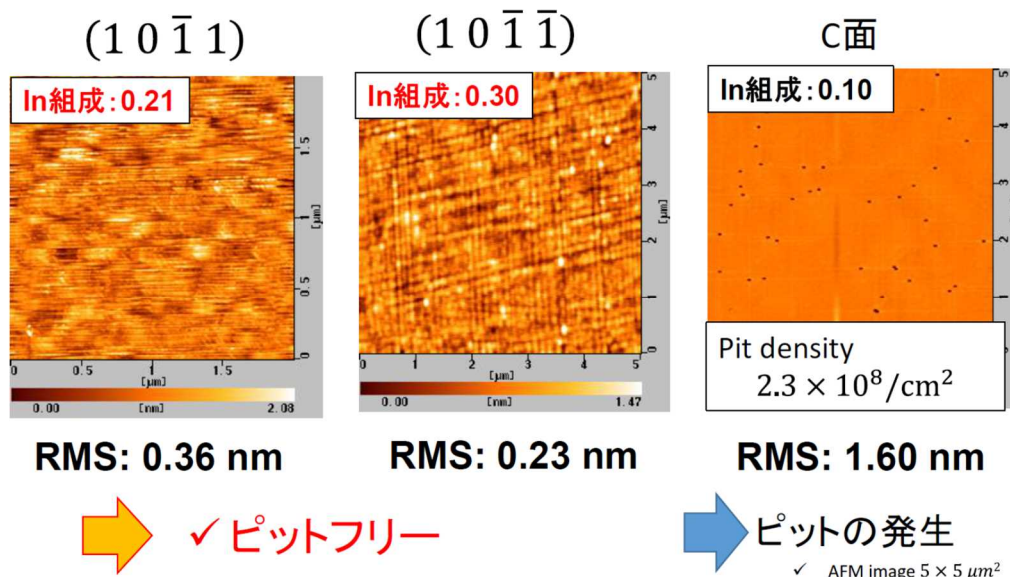 (1 0 1̅ 1)
In組成：0.21
1.5
1
0.5
0
[μm]
0
0.5
1
1.5
[μm]
0.00
[nm]
2.08
RMS: 0.36 nm
(1 0 1̅ 1̅)
In組成：0.30
5
4
3
2
1
0
[μm]
0
1
2
3
4
5
[μm]
0.00
[nm]
1.47
RMS: 0.23 nm
C面
In組成：0.10
5
4
3
2
1
[μm]
Pit density
2.3 × 10⁸/cm²
RMS: 1.60 nm
✓ ピットフリー
ピットの発生
✓ AFM image 5 × 5 μm²